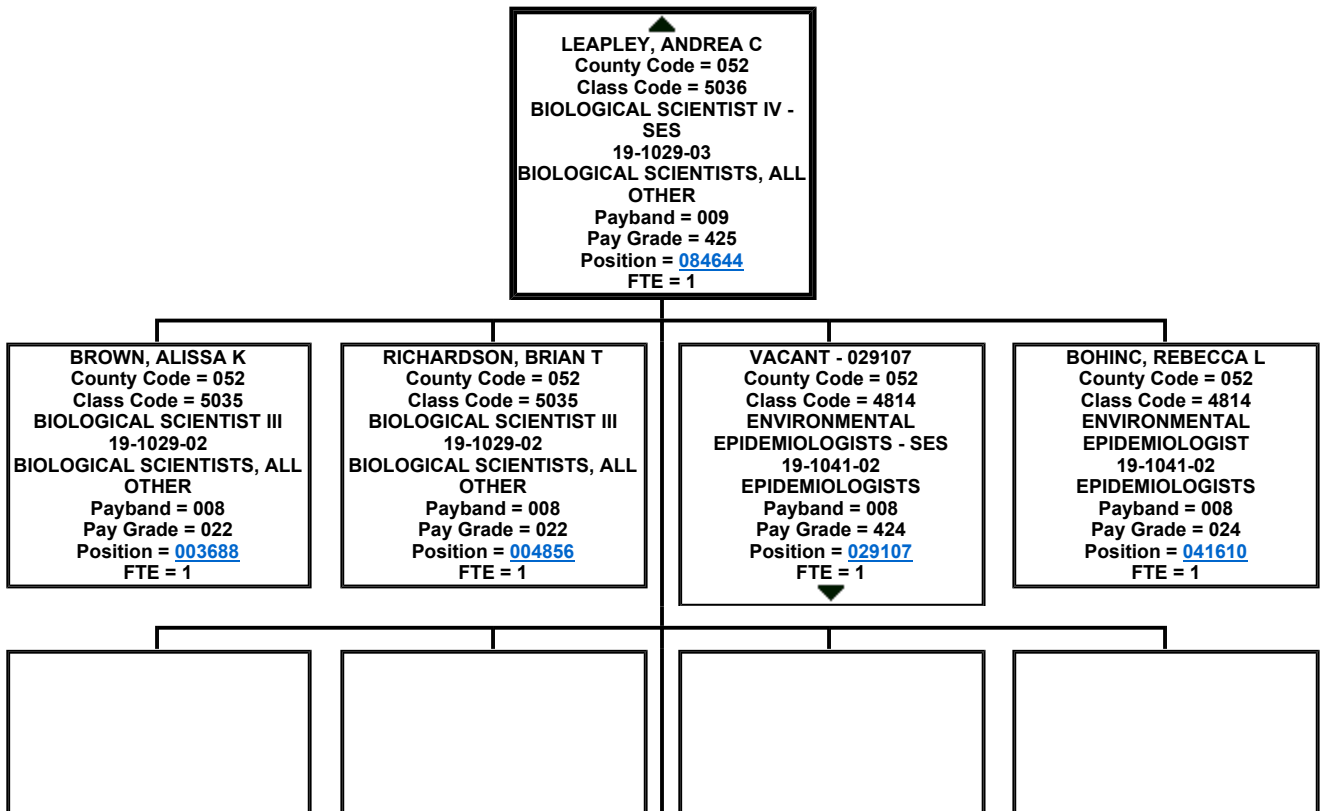 LEAPLEY, ANDREA C
County Code = 052
Class Code = 5036
BIOLOGICAL SCIENTIST IV -
SES
19-1029-03
BIOLOGICAL SCIENTISTS, ALL
OTHER
Payband = 009
Pay Grade = 425
Position = 084644
FTE = 1
BROWN, ALISSA K
County Code = 052
Class Code = 5035
BIOLOGICAL SCIENTIST III
19-1029-02
BIOLOGICAL SCIENTISTS, ALL
OTHER
Payband = 008
Pay Grade = 022
Position = 003688
FTE = 1
RICHARDSON, BRIAN T
County Code = 052
Class Code = 5035
BIOLOGICAL SCIENTIST III
19-1029-02
BIOLOGICAL SCIENTISTS, ALL
OTHER
Payband = 008
Pay Grade = 022
Position = 004856
FTE = 1
VACANT - 029107
County Code = 052
Class Code = 4814
ENVIRONMENTAL
EPIDEMIOLOGISTS - SES
19-1041-02
EPIDEMIOLOGISTS
Payband = 008
Pay Grade = 424
Position = 029107
FTE = 1
BOHINC, REBECCA L
County Code = 052
Class Code = 4814
ENVIRONMENTAL
EPIDEMIOLOGIST
19-1041-02
EPIDEMIOLOGISTS
Payband = 008
Pay Grade = 024
Position = 041610
FTE = 1